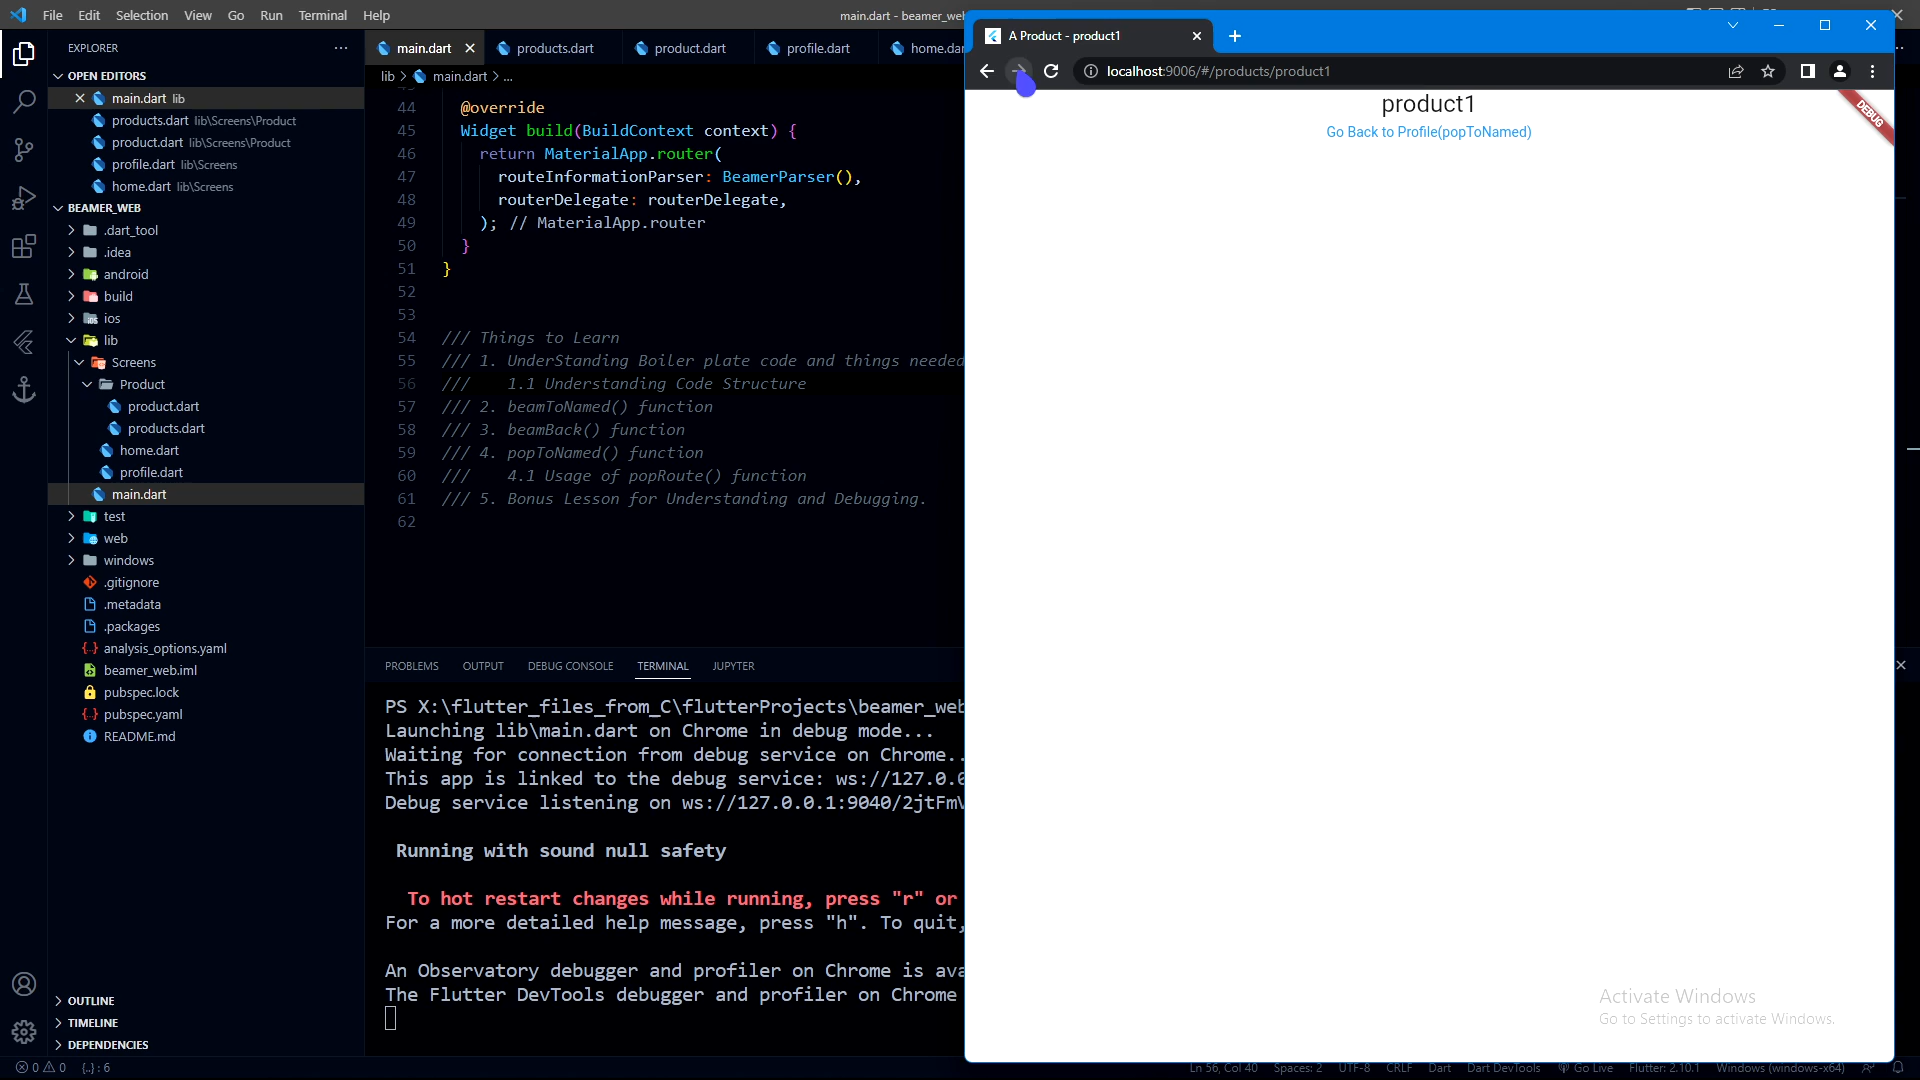 File Edit Selection View Go Run Terminal Help
main.dart - beamer_web
EXPLORER
OPEN EDITORS
main.dart lib
products.dart lib\Screens\Product
product.dart lib\Screens\Product
profile.dart lib\Screens
home.dart lib\Screens
BEAMER_WEB
.dart_tool
.idea
android
build
ios
lib
Screens
Product
product.dart
products.dart
home.dart
profile.dart
main.dart
test
web
windows
.gitignore
.metadata
.packages
analysis_options.yaml
beamer_web.iml
pubspec.lock
pubspec.yaml
README.md
OUTLINE
TIMELINE
DEPENDENCIES
main.dart products.dart product.dart profile.dart home.dar
lib > main.dart > ...
44 @override
45 Widget build(BuildContext context) {
46 return MaterialApp.router(
47 routeInformationParser: BeamerParser(),
48 routerDelegate: routerDelegate,
49 ); // MaterialApp.router
50 }
51 }
52
53
54 /// Things to Learn
55 /// 1. UnderStanding Boiler plate code and things needed
56 /// 1.1 Understanding Code Structure
57 /// 2. beamToNamed() function
58 /// 3. beamBack() function
59 /// 4. popToNamed() function
60 /// 4.1 Usage of popRoute() function
61 /// 5. Bonus Lesson for Understanding and Debugging.
62
PROBLEMS OUTPUT DEBUG CONSOLE TERMINAL JUPYTER
PS X:\flutter_files_from_C\flutterProjects\beamer_web
Launching lib\main.dart on Chrome in debug mode...
Waiting for connection from debug service on Chrome..
This app is linked to the debug service: ws://127.0.0
Debug service listening on ws://127.0.0.1:9040/2jtFm
Running with sound null safety
To hot restart changes while running, press "r" or
For a more detailed help message, press "h". To quit,
An Observatory debugger and profiler on Chrome is ava
The Flutter DevTools debugger and profiler on Chrome
A Product - product1
localhost:9006/#/products/product1
product1
Go Back to Profile(popToNamed)
DEBUG
Activate Windows
Go to Settings to activate Windows.
0 0 {..} : 6
Ln 56, Col 40 Spaces: 2 UTF-8 CRLF Dart Dart DevTools Go Live Flutter: 2.10.1 Windows (windows-x64)